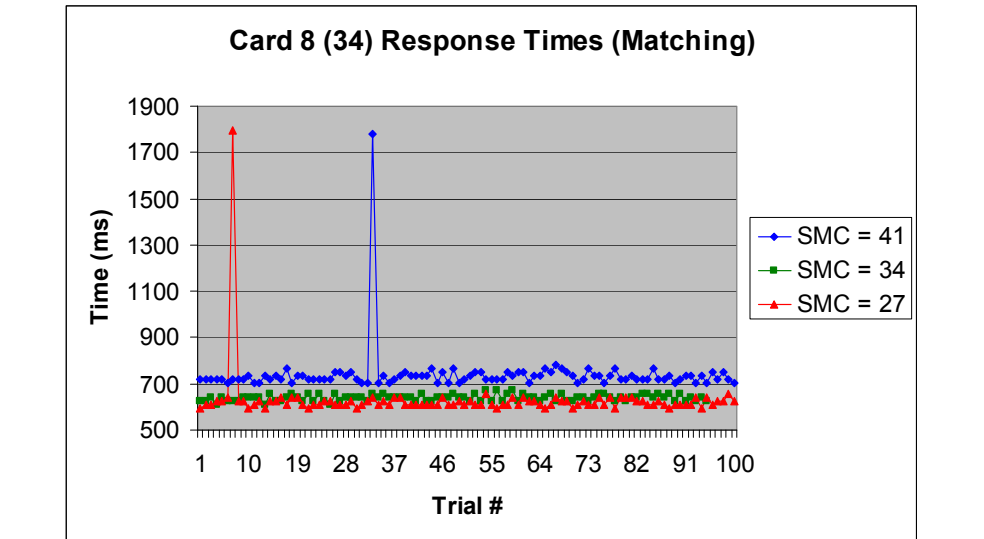 Card 8 (34) Response Times (Matching)
1900
1700
1500
1300
1100
900
700
500
Time (ms)
1 10 19 28 37 46 55 64 73 82 91 100
Trial #
SMC = 41
SMC = 34
SMC = 27